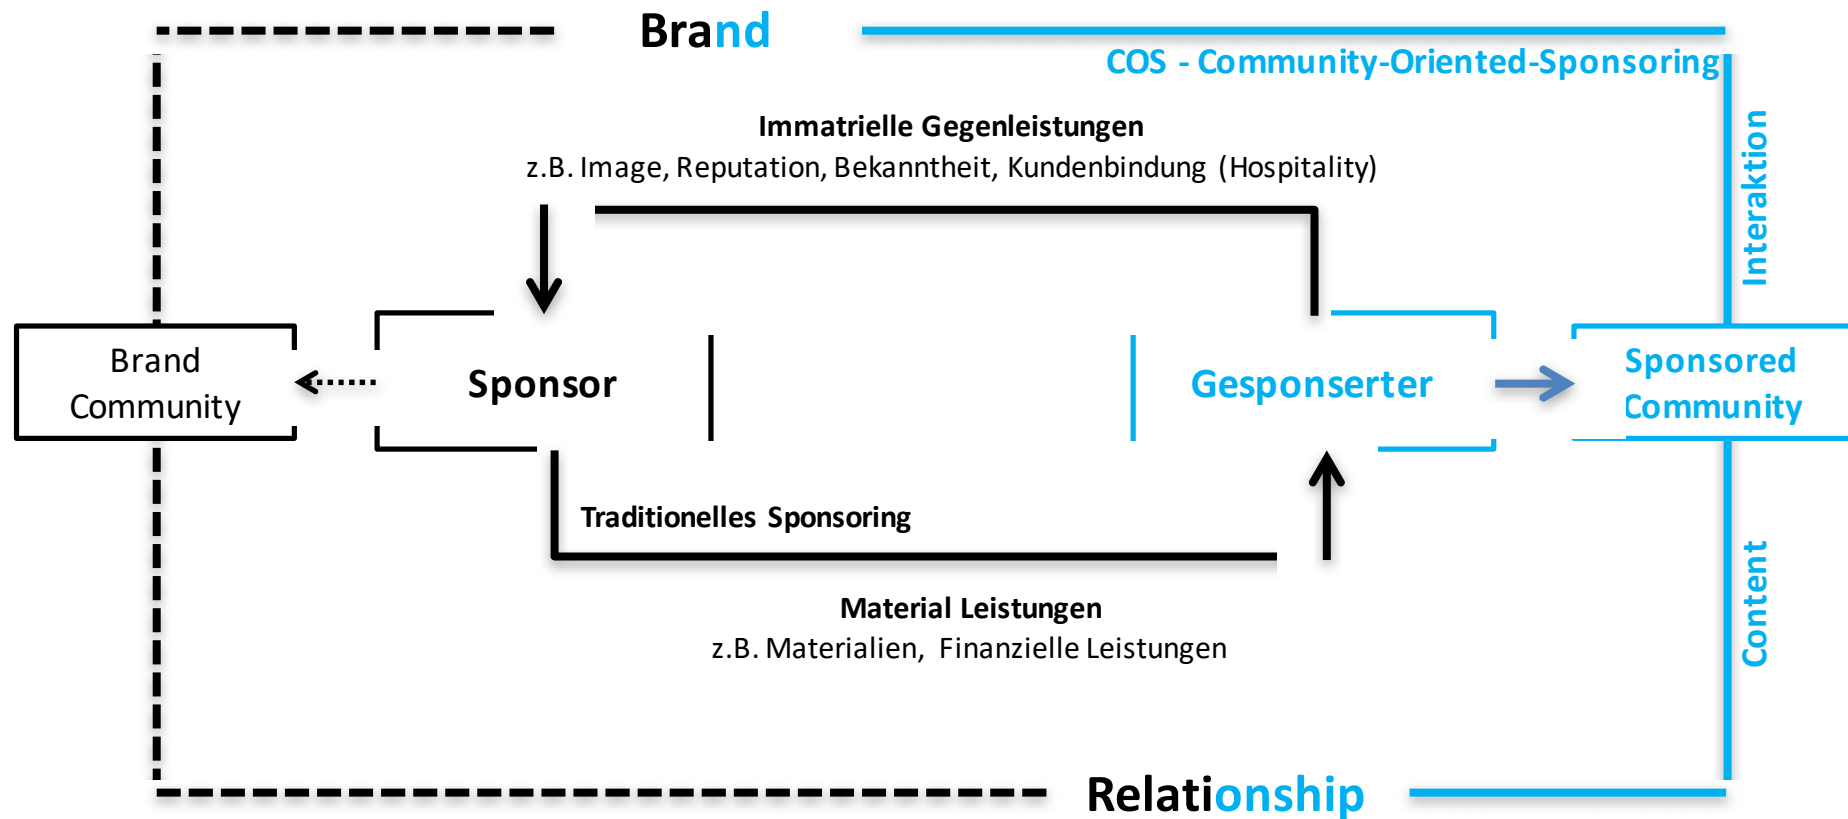 Brand
COS - Community-Oriented-Sponsoring
Immatrielle Gegenleistungen
z.B. Image, Reputation, Bekanntheit, Kundenbindung (Hospitality)
Interaktion
Brand
Community
Sponsor
Gesponserter
Sponsored
Community
Traditionelles Sponsoring
Content
Material Leistungen
z.B. Materialien, Finanzielle Leistungen
Relationship